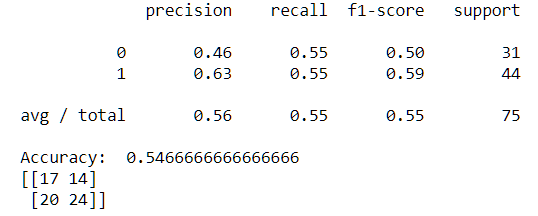 precision recall f1-score support
0 0.46 0.55 0.50 31
1 0.63 0.55 0.59 44
avg / total 0.56 0.55 0.55 75
Accuracy: 0.5466666666666666
[[17 14]
[20 24]]